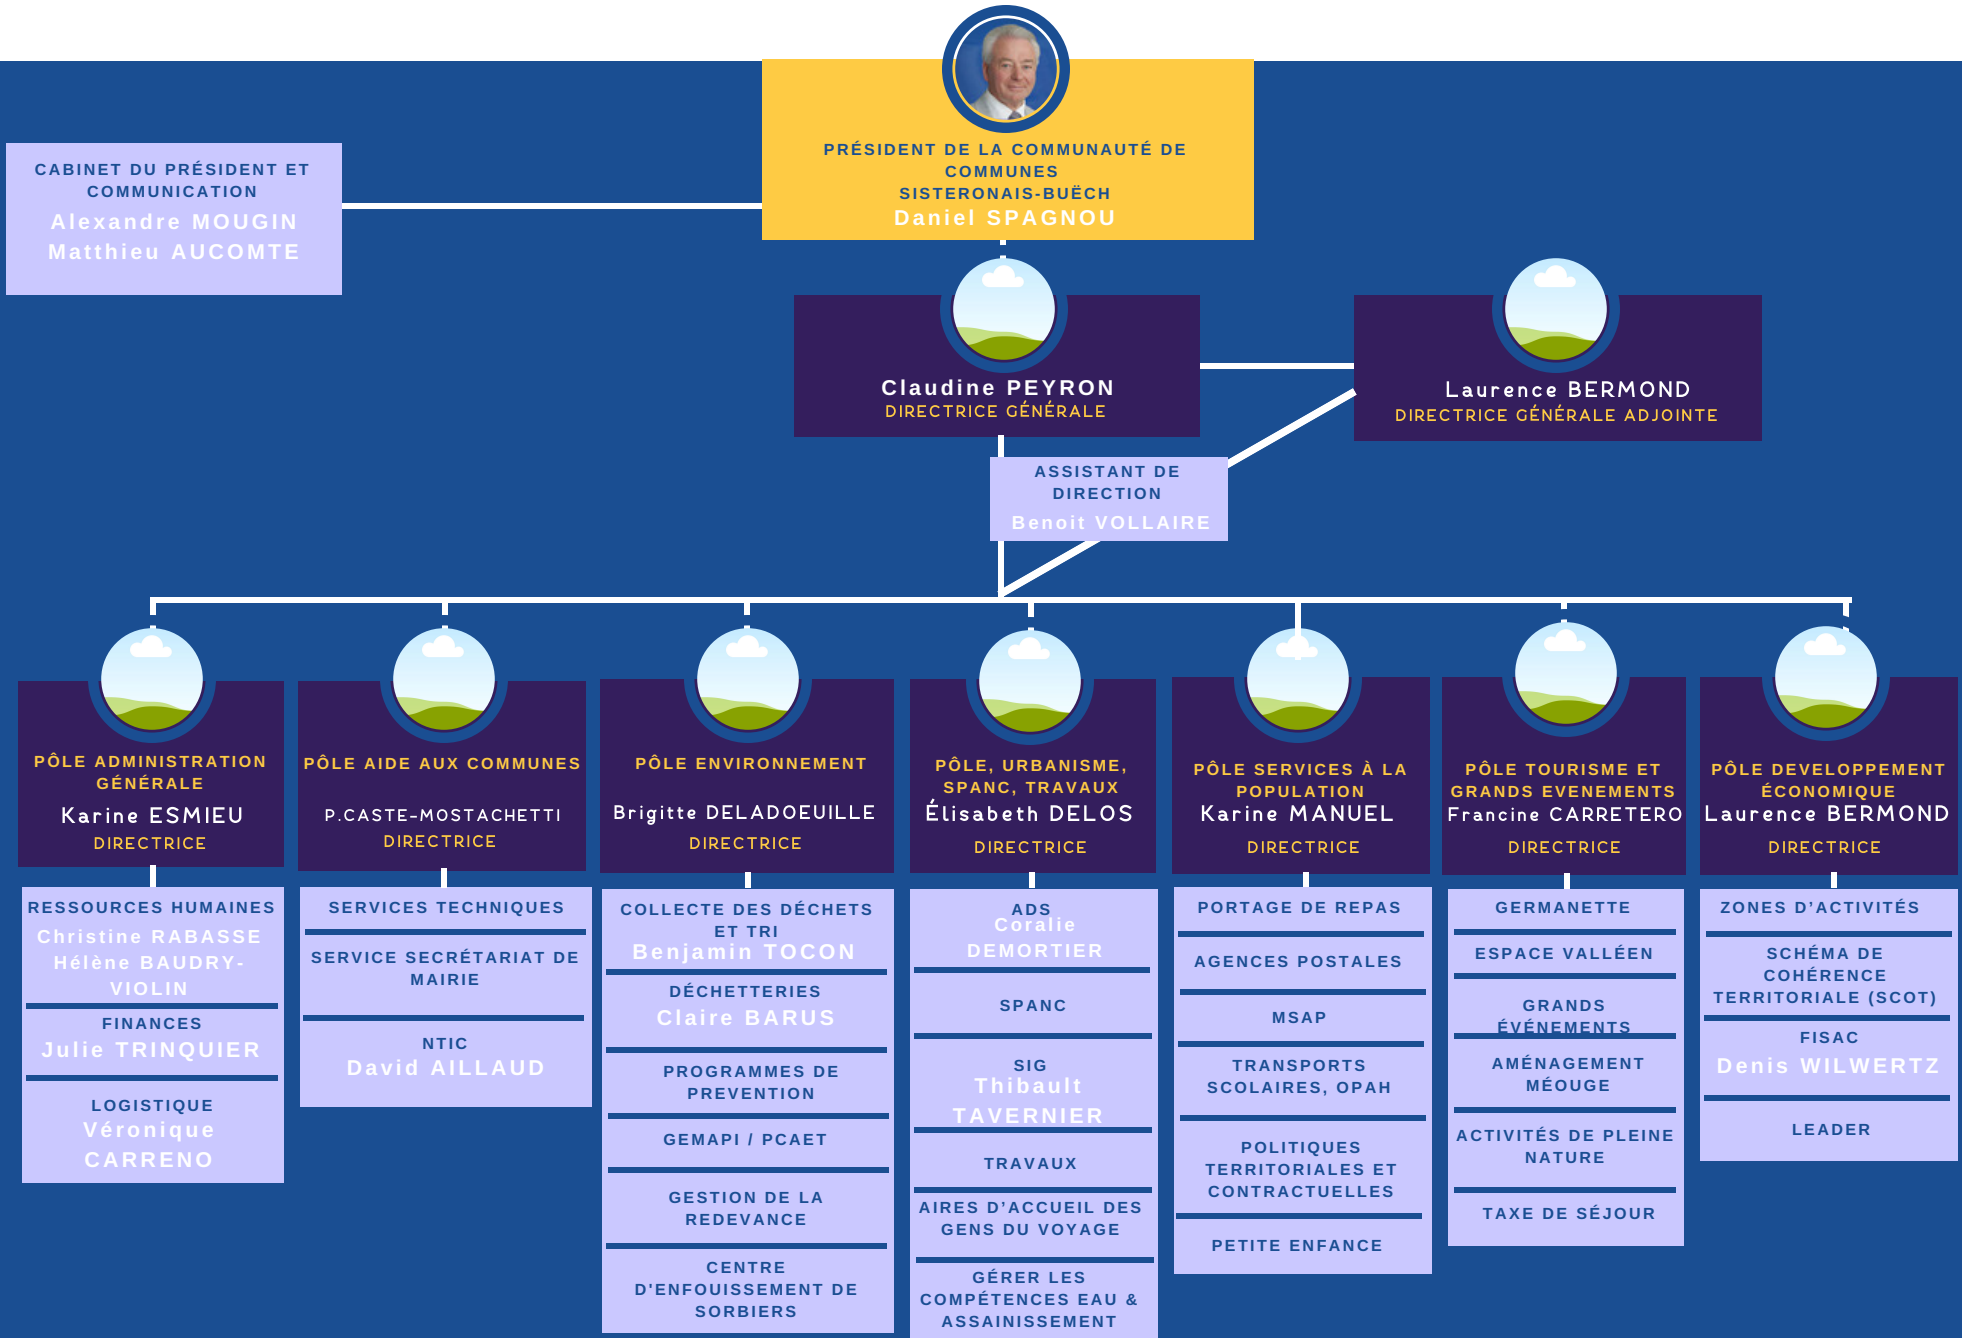 PRÉSIDENT DE LA COMMUNAUTÉ DE
COMMUNES
SISTERONAIS-BUËCH
Daniel SPAGNOU
CABINET DU PRÉSIDENT ET
COMMUNICATION
Alexandre MOUGIN
Matthieu AUCOMTE
Claudine PEYRON
DIRECTRICE GÉNÉRALE
Laurence BERMOND
DIRECTRICE GÉNÉRALE ADJOINTE
ASSISTANT DE
DIRECTION
Benoit VOLLAIRE
PÔLE ADMINISTRATION
GÉNÉRALE
Karine ESMIEU
DIRECTRICE
RESSOURCES HUMAINES
Christine RABASSE
Hélène BAUDRY-
VIOLIN
FINANCES
Julie TRINQUIER
LOGISTIQUE
Véronique
CARRENO
PÔLE AIDE AUX COMMUNES
P.CASTE-MOSTACHETTI
DIRECTRICE
SERVICES TECHNIQUES
SERVICE SECRÉTARIAT DE
MAIRIE
NTIC
David AILLAUD
PÔLE ENVIRONNEMENT
Brigitte DELADOEUILLE
DIRECTRICE
COLLECTE DES DÉCHETS
ET TRI
Benjamin TOCON
DÉCHETTERIES
Claire BARUS
PROGRAMMES DE
PREVENTION
GEMAPI / PCAET
GESTION DE LA
REDEVANCE
CENTRE
D'ENFOUISSEMENT DE
SORBIERS
PÔLE, URBANISME,
SPANC, TRAVAUX
Élisabeth DELOS
DIRECTRICE
ADS
Coralie
DEMORTIER
SPANC
SIG
Thibault
TAVERNIER
TRAVAUX
AIRES D’ACCUEIL DES
GENS DU VOYAGE
GÉRER LES
COMPÉTENCES EAU &
ASSAINISSEMENT
PÔLE SERVICES À LA
POPULATION
Karine MANUEL
DIRECTRICE
PORTAGE DE REPAS
AGENCES POSTALES
MSAP
TRANSPORTS
SCOLAIRES, OPAH
POLITIQUES
TERRITORIALES ET
CONTRACTUELLES
PETITE ENFANCE
PÔLE TOURISME ET
GRANDS EVENEMENTS
Francine CARRETERO
DIRECTRICE
GERMANETTE
ESPACE VALLÉEN
GRANDS
ÉVÉNEMENTS
AMÉNAGEMENT
MÉOUGE
ACTIVITÉS DE PLEINE
NATURE
TAXE DE SÉJOUR
PÔLE DEVELOPPEMENT
ÉCONOMIQUE
Laurence BERMOND
DIRECTRICE
ZONES D’ACTIVITÉS
SCHÉMA DE
COHÉRENCE
TERRITORIALE (SCOT)
FISAC
Denis WILWERTZ
LEADER